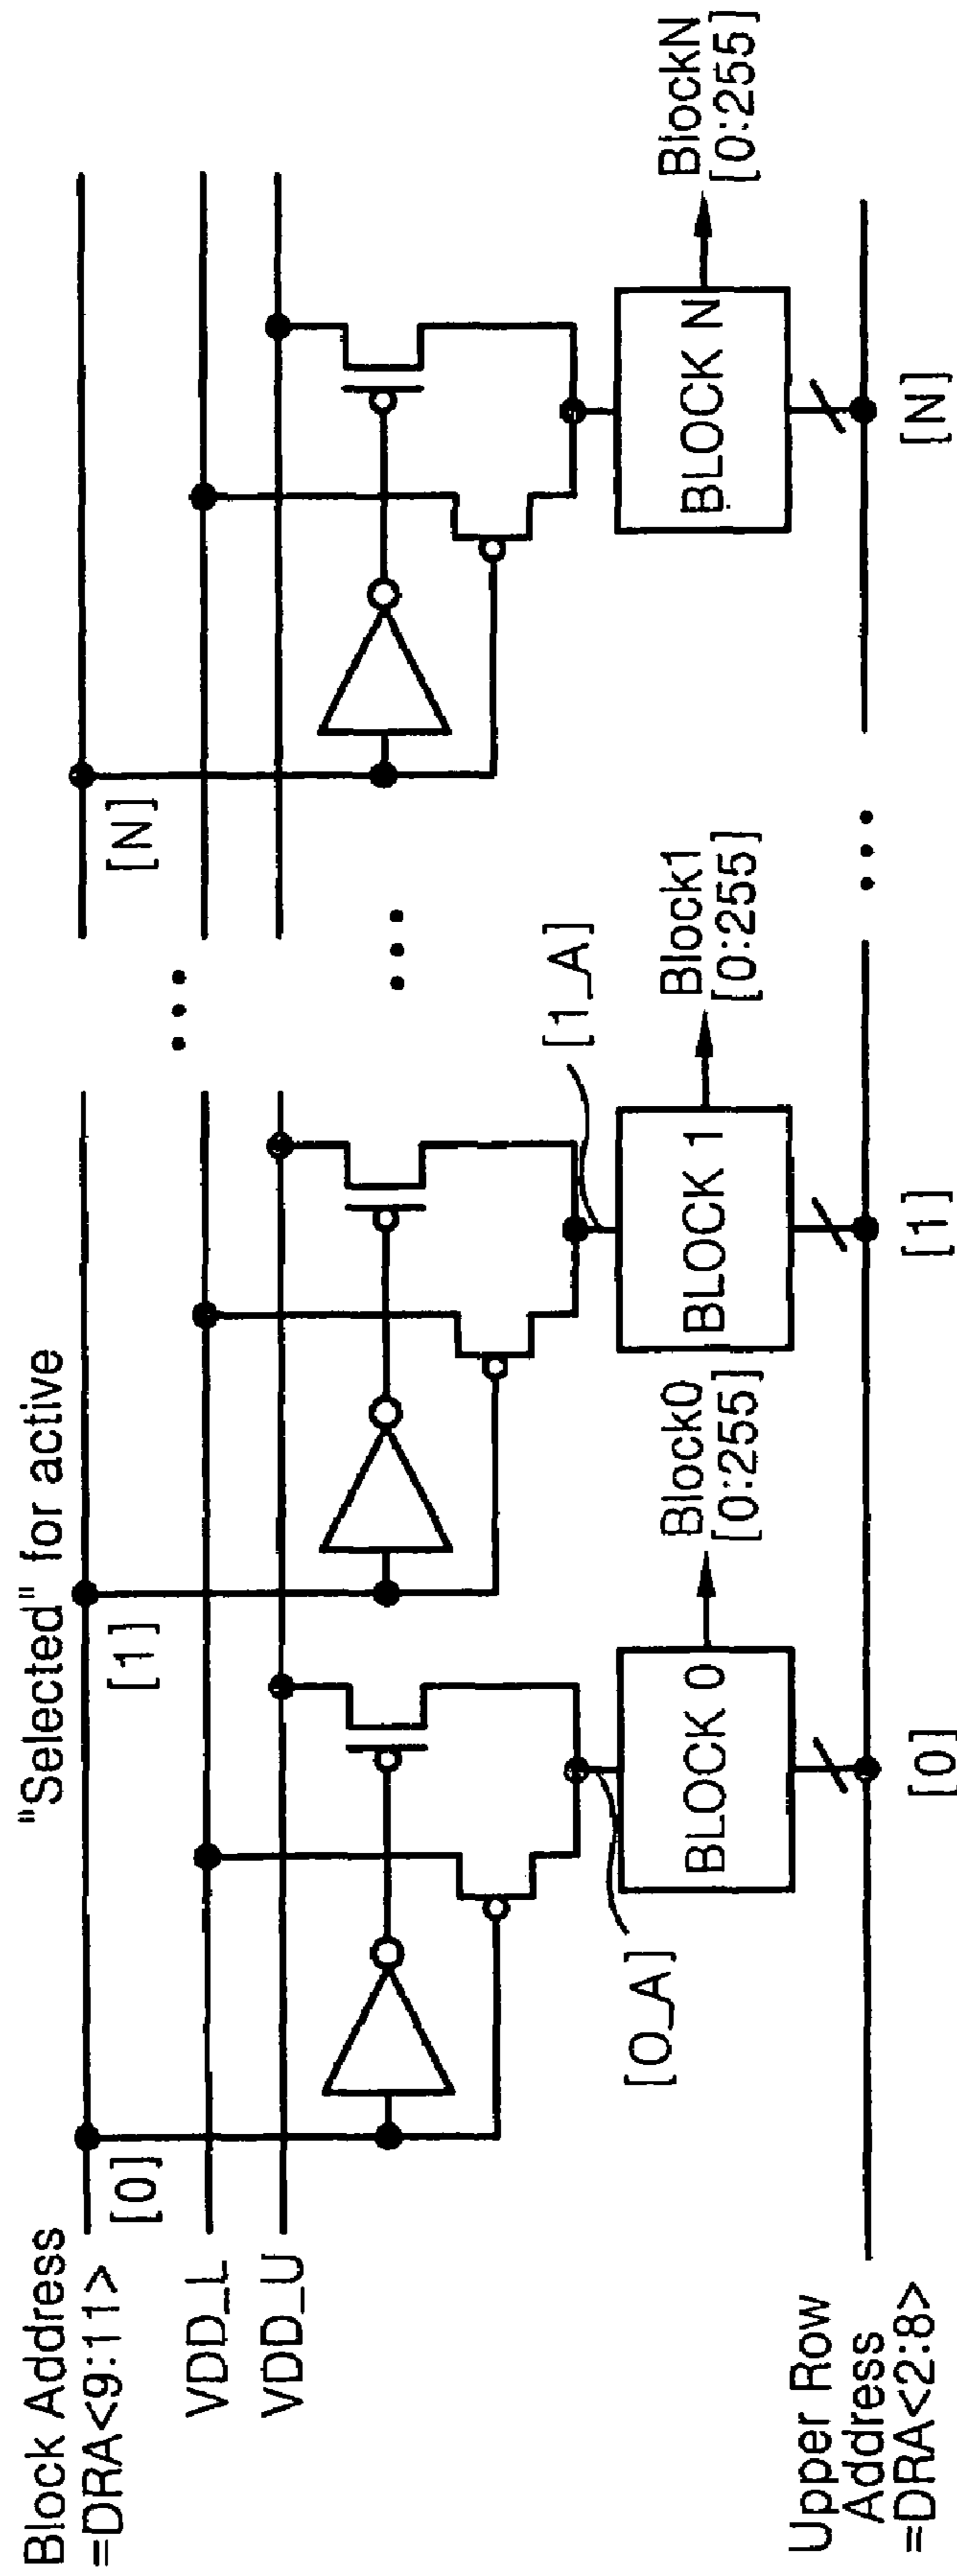 "Selected" for active
Block Address
=DRA<9:11>
[0]
[1]
[N]
VDD_L
VDD_U
[O_A]
[1_A]
BLOCK 0
Block0
[0:255]
BLOCK 1
Block1
[0:255]
BLOCK N
BlockN
[0:255]
Upper Row
Address
=DRA<2:8>
[0]
[1]
[N]